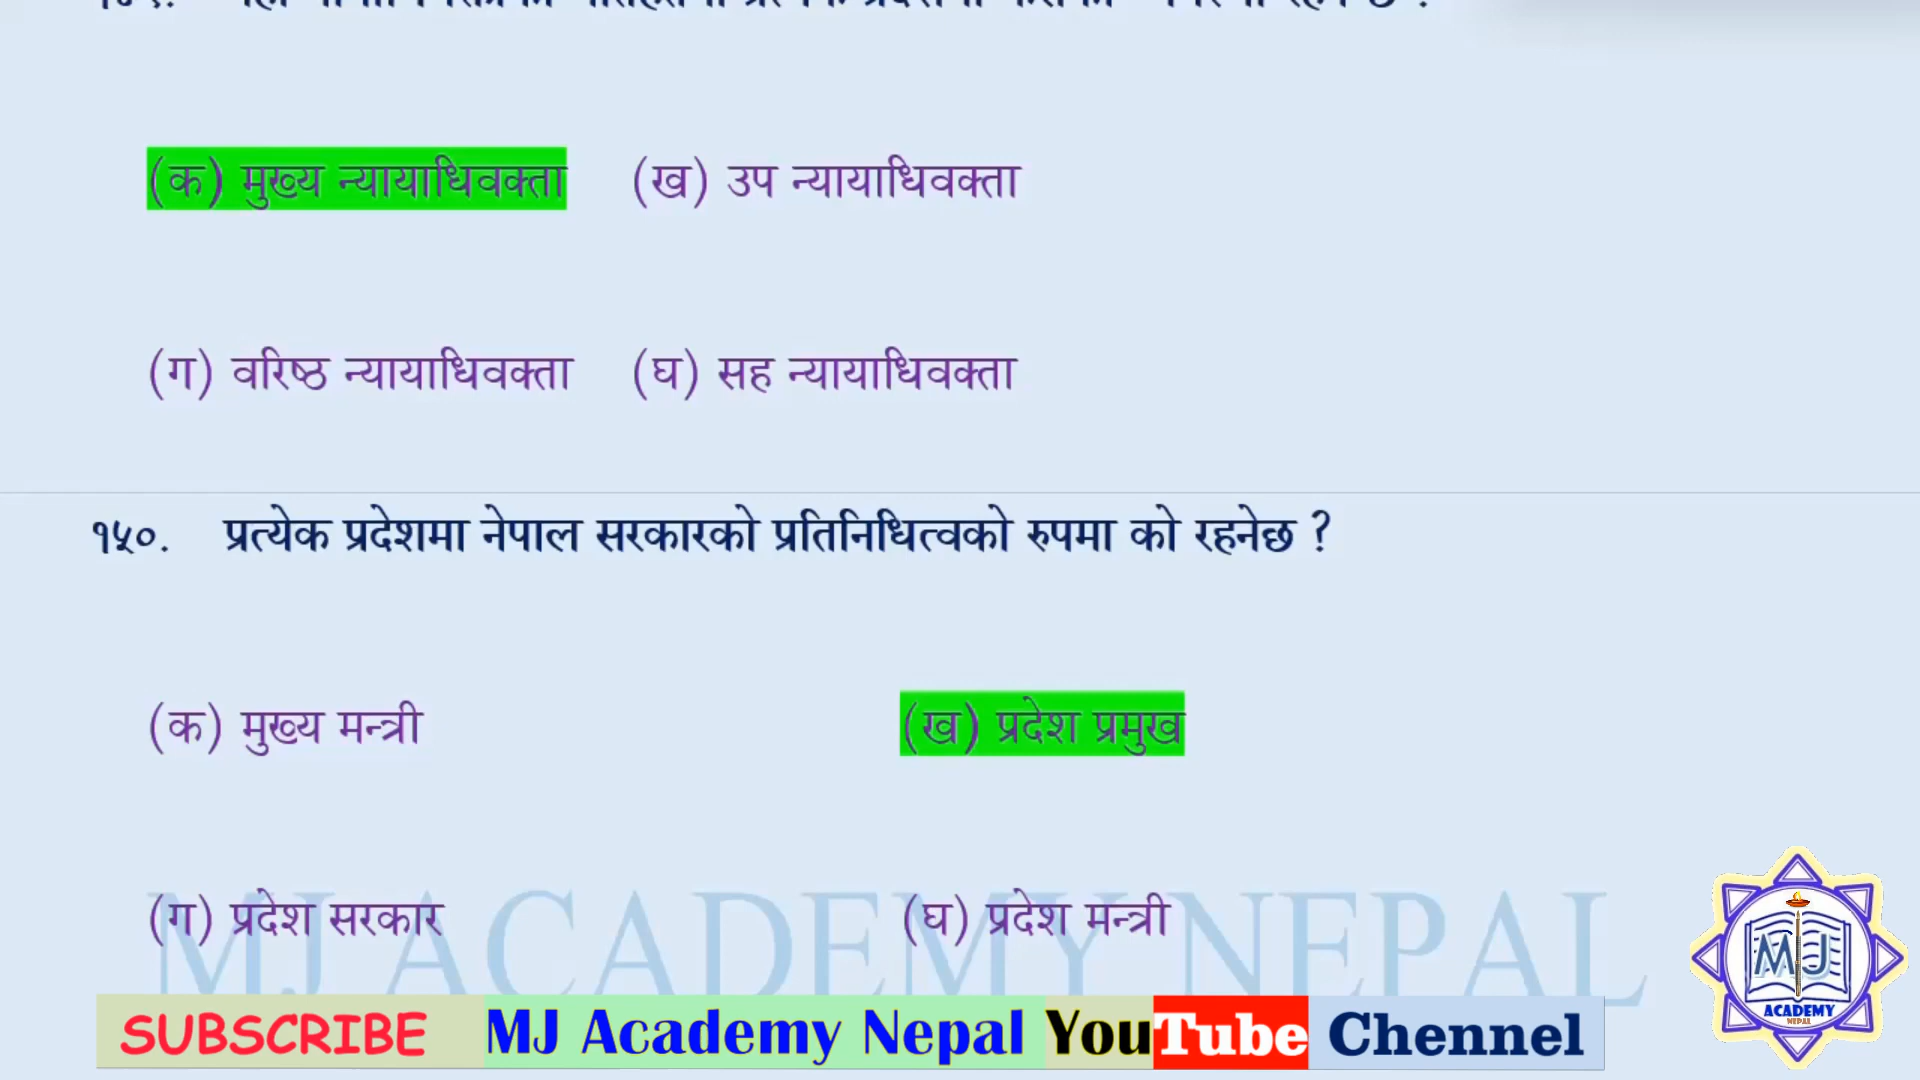 (क) मुख्य न्यायाधिवक्ता (ख) उप न्यायाधिवक्ता
(ग) वरिष्ठ न्यायाधिवक्ता (घ) सह न्यायाधिवक्ता
१५०. प्रत्येक प्रदेशमा नेपाल सरकारको प्रतिनिधित्वको रुपमा को रहनेछ ?
(क) मुख्य मन्त्री (ख) प्रदेश प्रमुख
(ग) प्रदेश सरकार (घ) प्रदेश मन्त्री
MJ ACADEMY NEPAL
SUBSCRIBE MJ Academy Nepal YouTube Chennel
MJ
ACADEMY
NEPAL